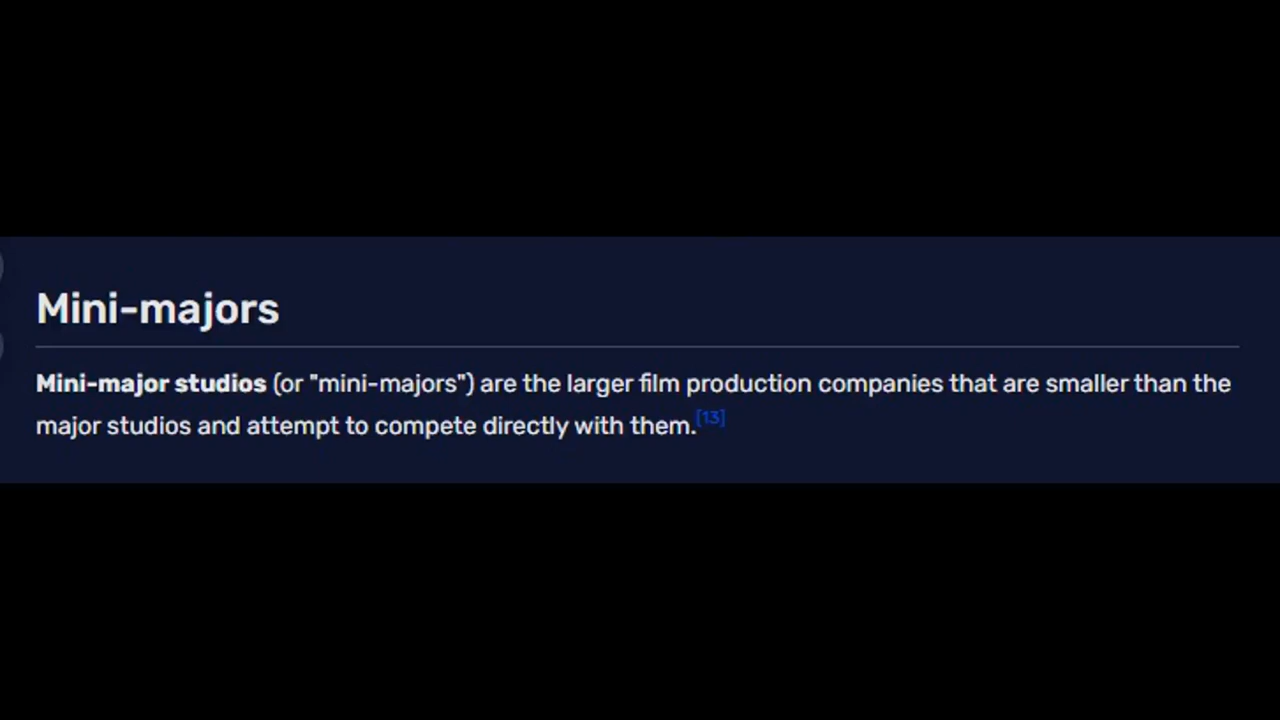 Mini-majors
Mini-major studios (or "mini-majors") are the larger film production companies that are smaller than the
major studios and attempt to compete directly with them.[13]